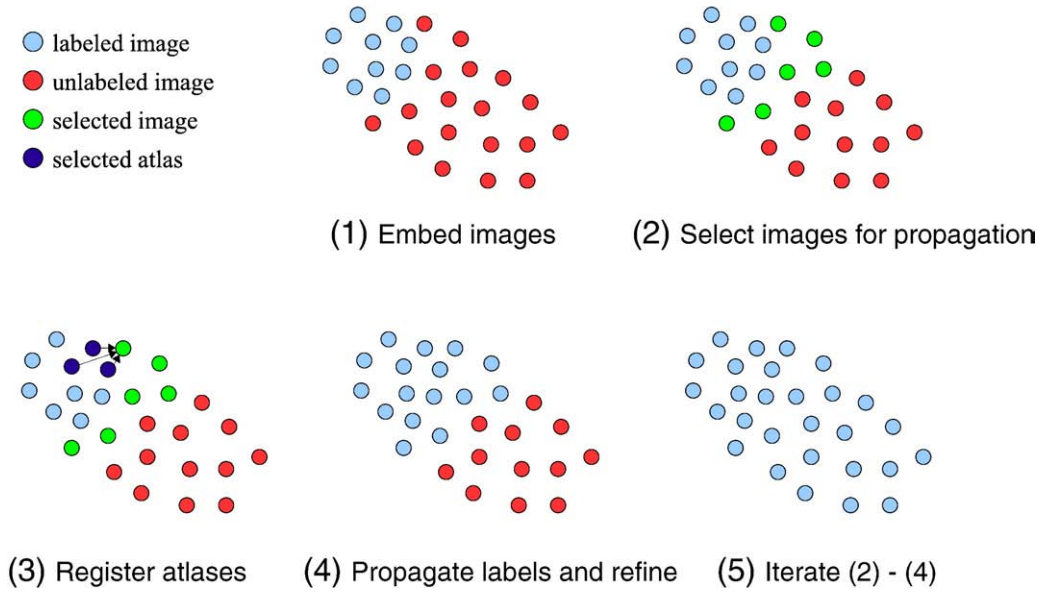 labeled image
unlabeled image
selected image
selected atlas
(1) Embed images
(2) Select images for propagation
(3) Register atlases
(4) Propagate labels and refine
(5) Iterate (2) - (4)